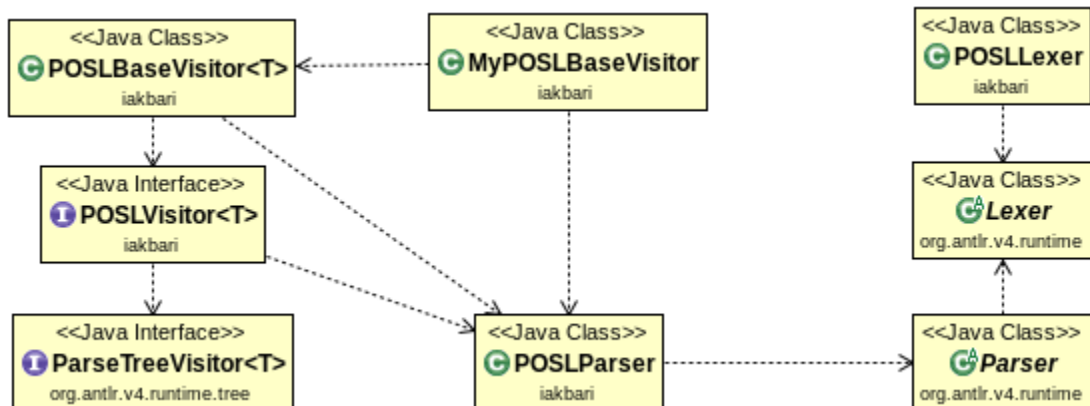 <<Java Class>>
POSLBaseVisitor<T>
iakbari
<<Java Class>>
MyPOSLBaseVisitor
iakbari
<<Java Class>>
POSLLexer
iakbari
<<Java Interface>>
POSLVisitor<T>
iakbari
<<Java Class>>
Lexer
org.antlr.v4.runtime
<<Java Interface>>
ParseTreeVisitor<T>
org.antlr.v4.runtime.tree
<<Java Class>>
POSLParser
iakbari
<<Java Class>>
Parser
org.antlr.v4.runtime